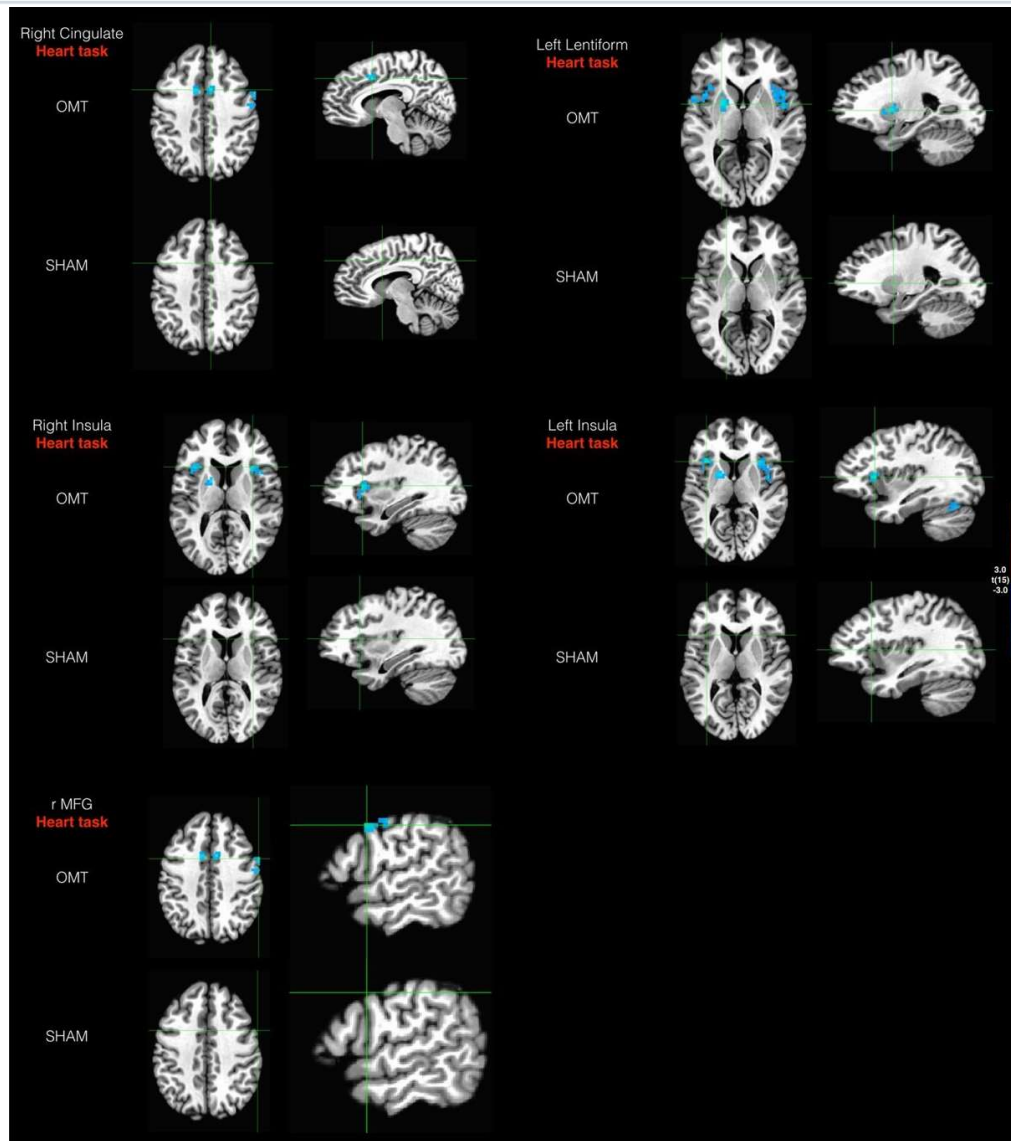 Right Cingulate
Heart task
OMT
SHAM
Left Lentiform
Heart task
OMT
SHAM
Right Insula
Heart task
OMT
SHAM
Left Insula
Heart task
OMT
SHAM
3.0
t(15)
-3.0
r MFG
Heart task
OMT
SHAM